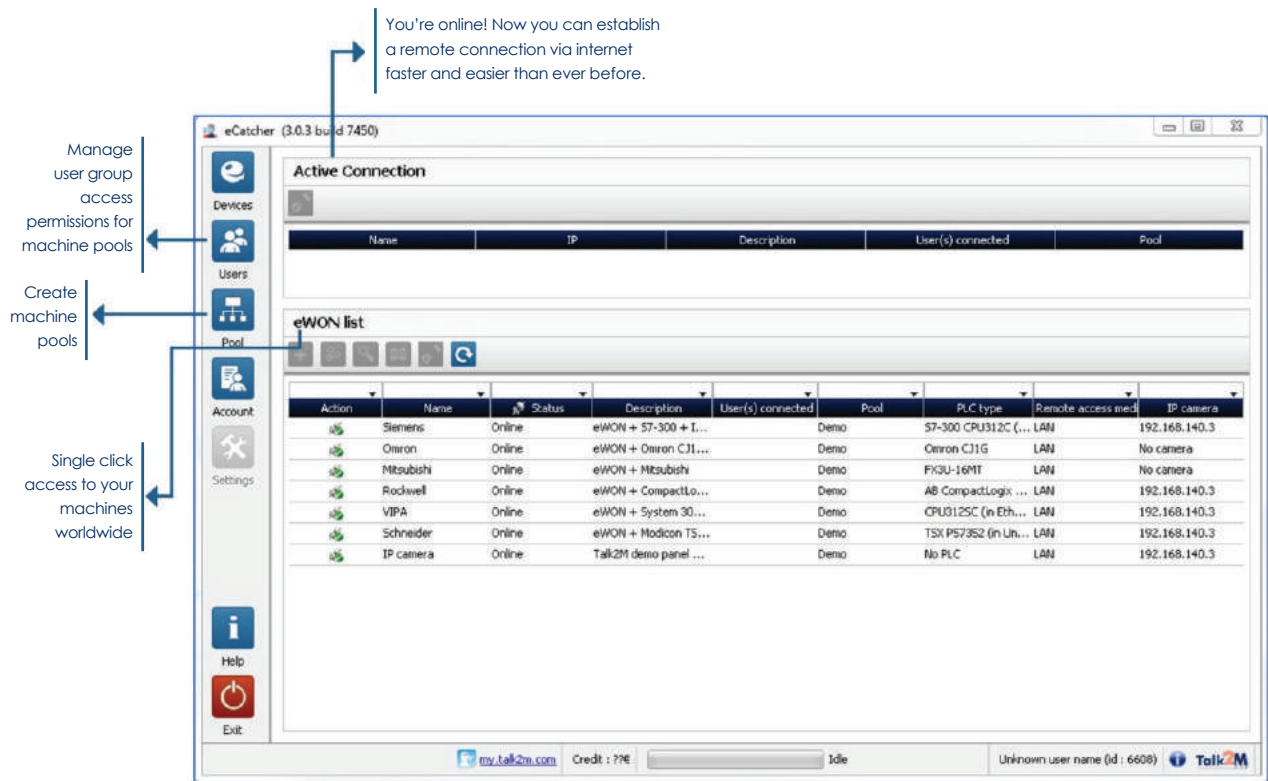 You're online! Now you can establish
a remote connection via internet
faster and easier than ever before.
eCatcher (3.0.3 build 7450)
Manage
user group
access
permissions for
machine pools
Create
machine
pools
Single click
access to your
machines
worldwide
Devices
Users
Pool
Account
Settings
Help
Exit
Active Connection
Name IP Description User(s) connected Pool
eWON list
Action Name Status Description User(s) connected Pool PLC type Remote access med IP camera
Siemens Online eWON + S7-300 + I... Demo S7-300 CPU312C (... LAN 192.168.140.3
Omron Online eWON + Omron CJ1... Demo Omron CJ1G LAN No camera
Mitsubishi Online eWON + Mitsubishi Demo FX3U-16MT LAN No camera
Rockwell Online eWON + CompactLo... Demo AB CompactLogix ... LAN 192.168.140.3
VIPA Online eWON + System 30... Demo CPU312SC (in Eth... LAN 192.168.140.3
Schneider Online eWON + Modicon TS... Demo TSX P57352 (in Un... LAN 192.168.140.3
IP camera Online Talk2M demo panel ... Demo No PLC LAN 192.168.140.3
my.talk2m.com Credit : ??€ Idle Unknown user name (id : 6608) Talk2M